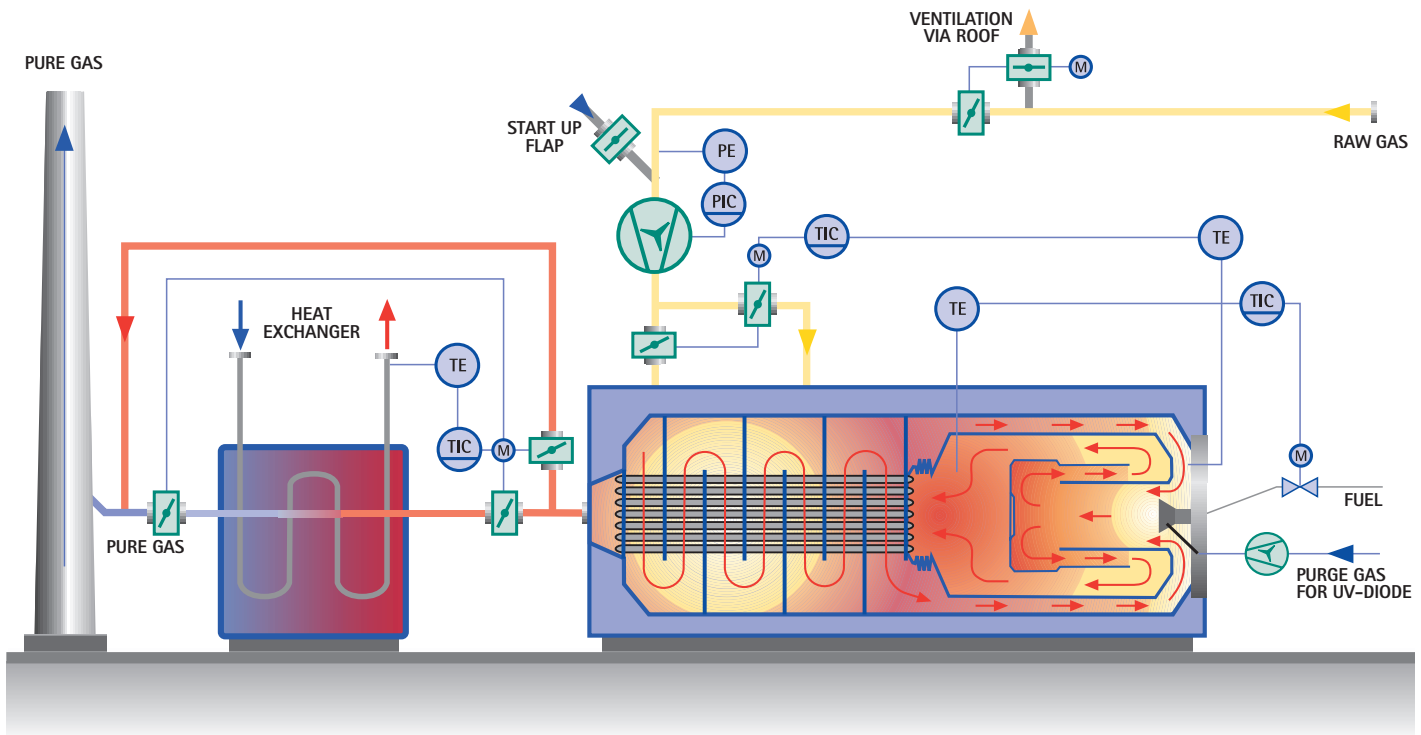 VENTILATION
VIA ROOF
M
PURE GAS
START UP
FLAP
RAW GAS
PE
PIC
TIC
TE
M
TE
TIC
HEAT
EXCHANGER
TE
TIC
M
M
FUEL
PURE GAS
PURGE GAS
FOR UV-DIODE